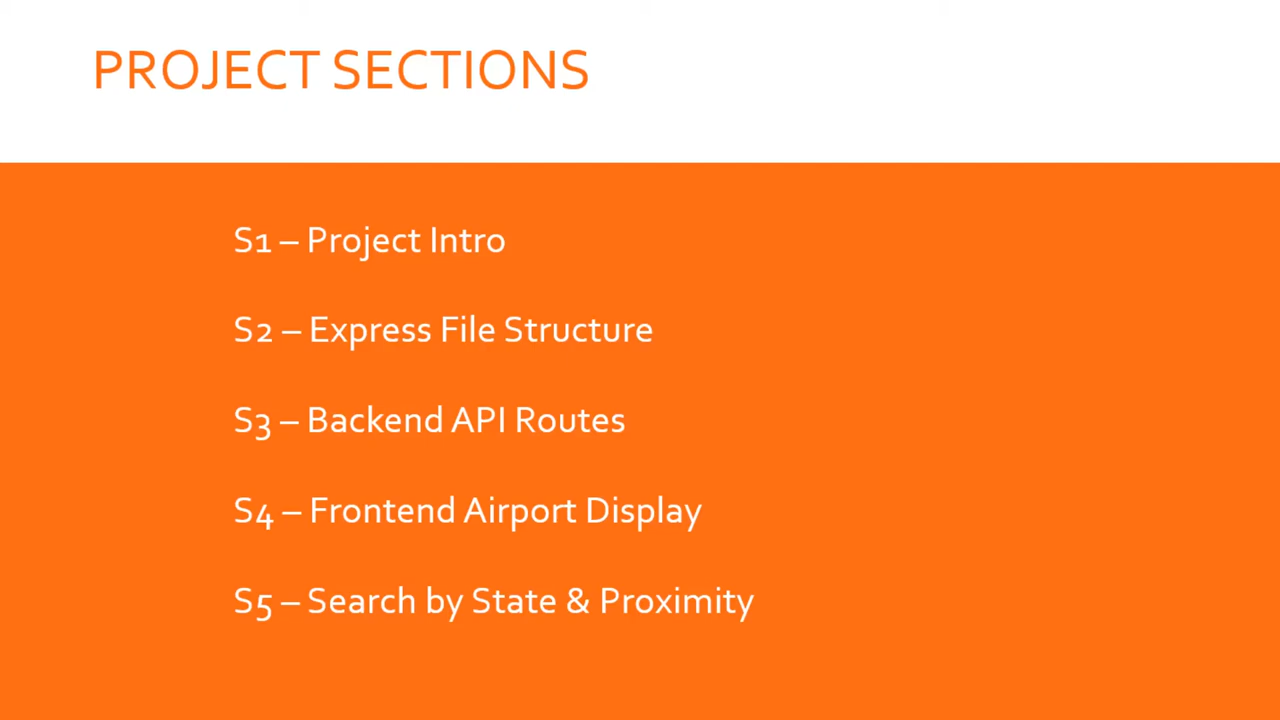 PROJECT SECTIONS
S1 – Project Intro
S2 – Express File Structure
S3 – Backend API Routes
S4 – Frontend Airport Display
S5 – Search by State & Proximity